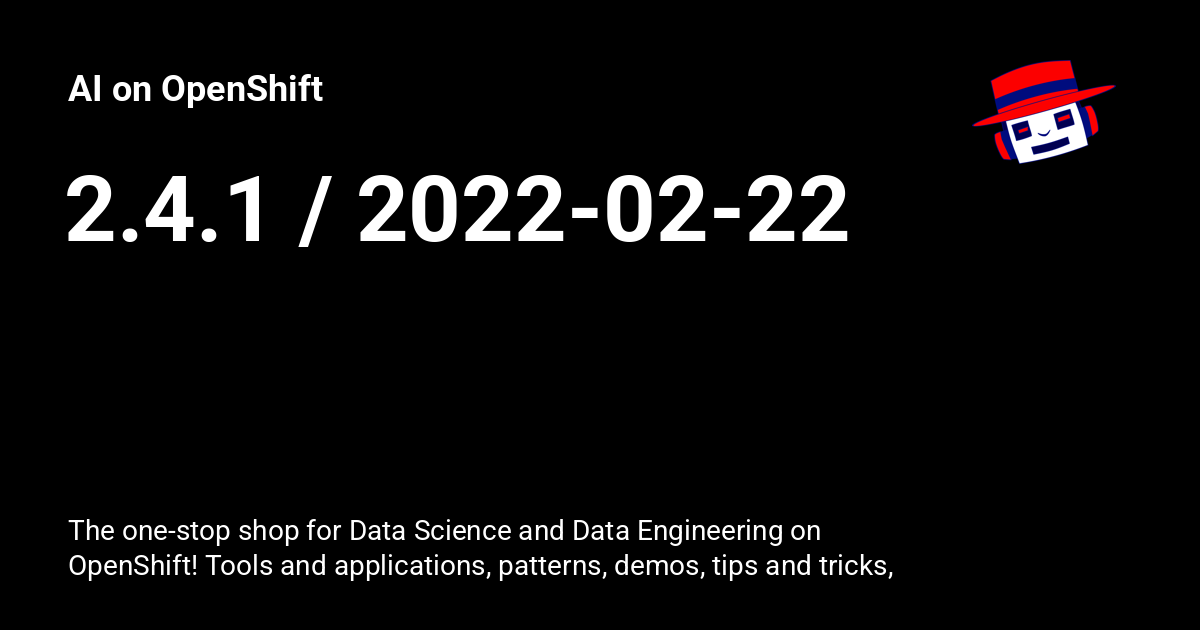 AI on OpenShift
2.4.1 / 2022-02-22
The one-stop shop for Data Science and Data Engineering on
OpenShift! Tools and applications, patterns, demos, tips and tricks,